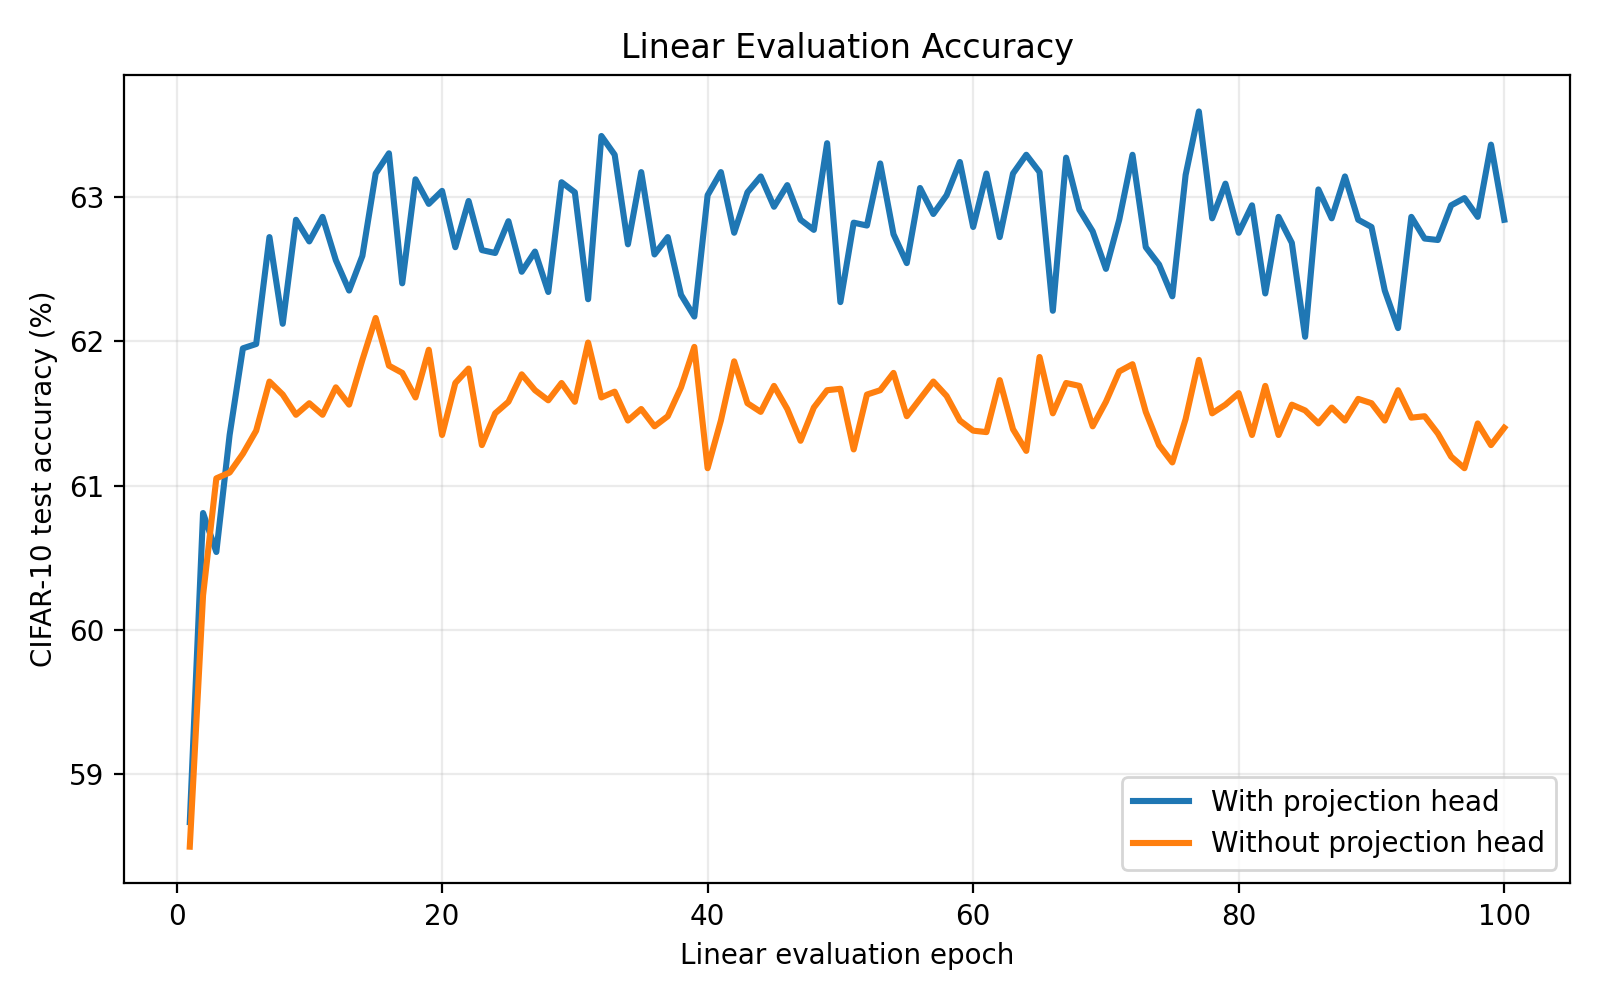 Linear Evaluation Accuracy
CIFAR-10 test accuracy (%)
63
62
61
60
59
0 20 40 60 80 100
Linear evaluation epoch
With projection head
Without projection head